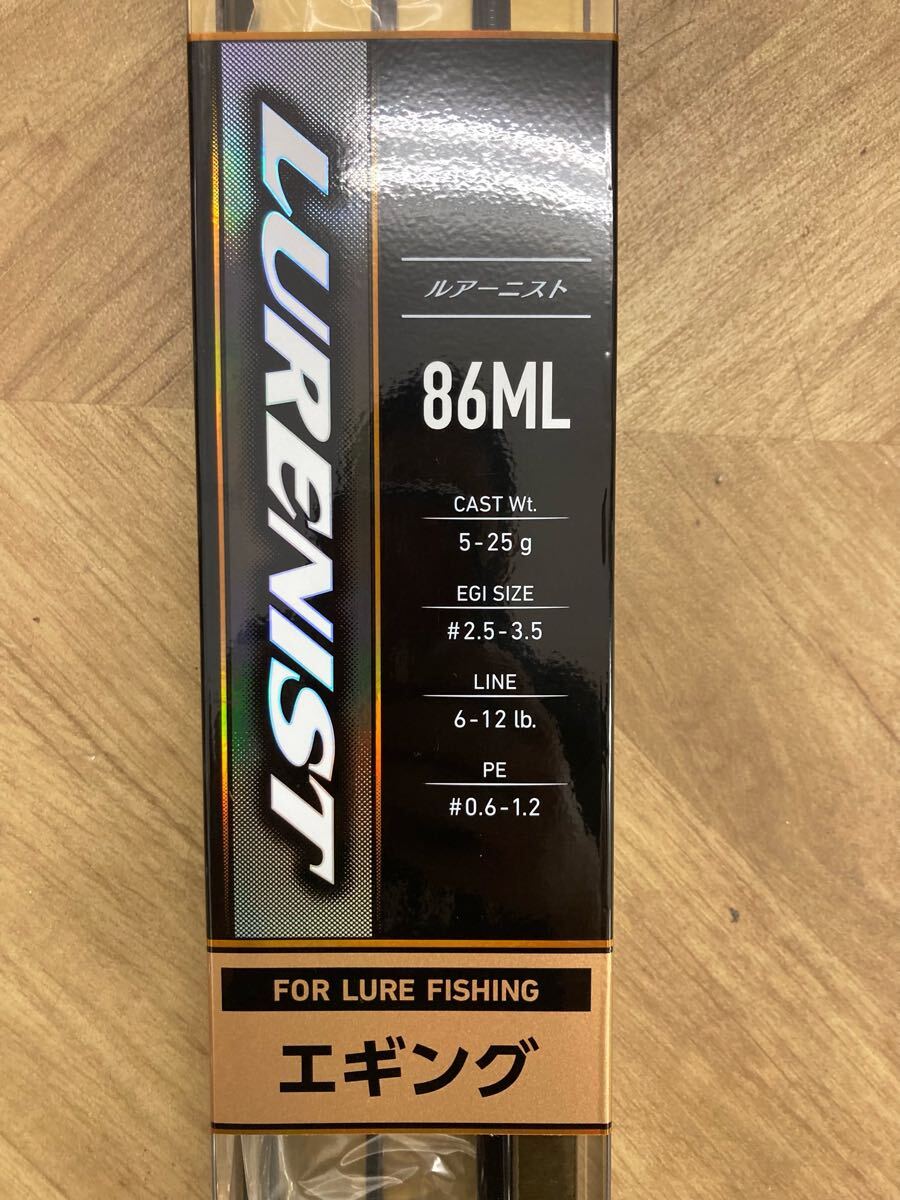 LURENIST
ルアーニスト
86ML
CAST Wt.
5-25 g
EGI SIZE
#2.5-3.5
LINE
6-12 lb.
PE
#0.6-1.2
FOR LURE FISHING
エギング